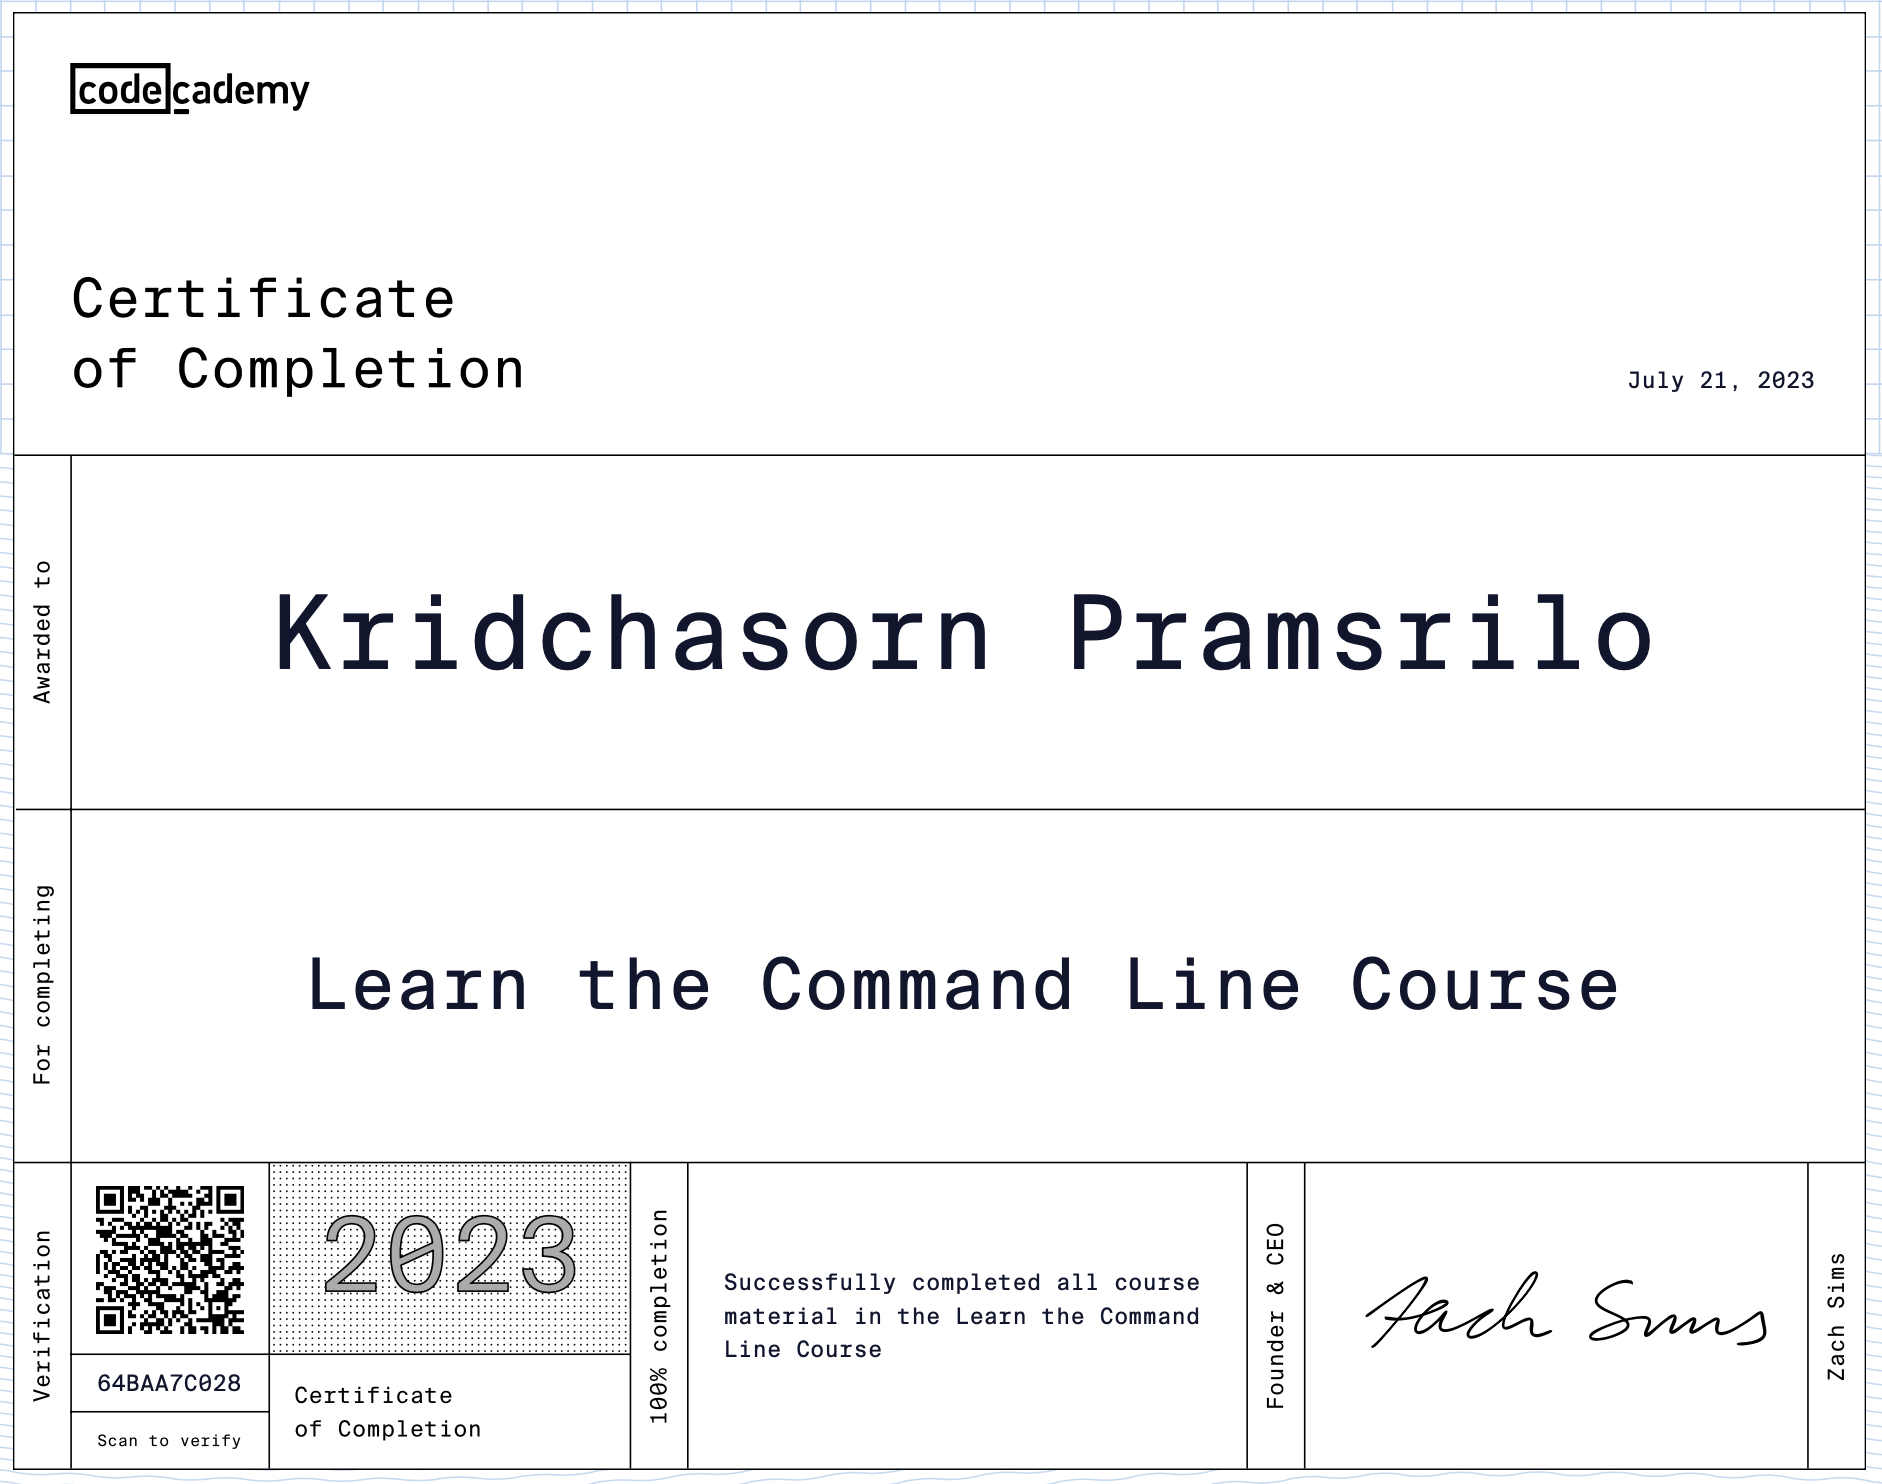 codecademy
Certificate
of Completion
July 21, 2023
Awarded to
Kridchasorn Pramsrilo
For completing
Learn the Command Line Course
Verification
64BAA7C028
Scan to verify
2023
Certificate
of Completion
100% completion
Successfully completed all course
material in the Learn the Command
Line Course
Founder & CEO
Zach Sims
Zach Sims